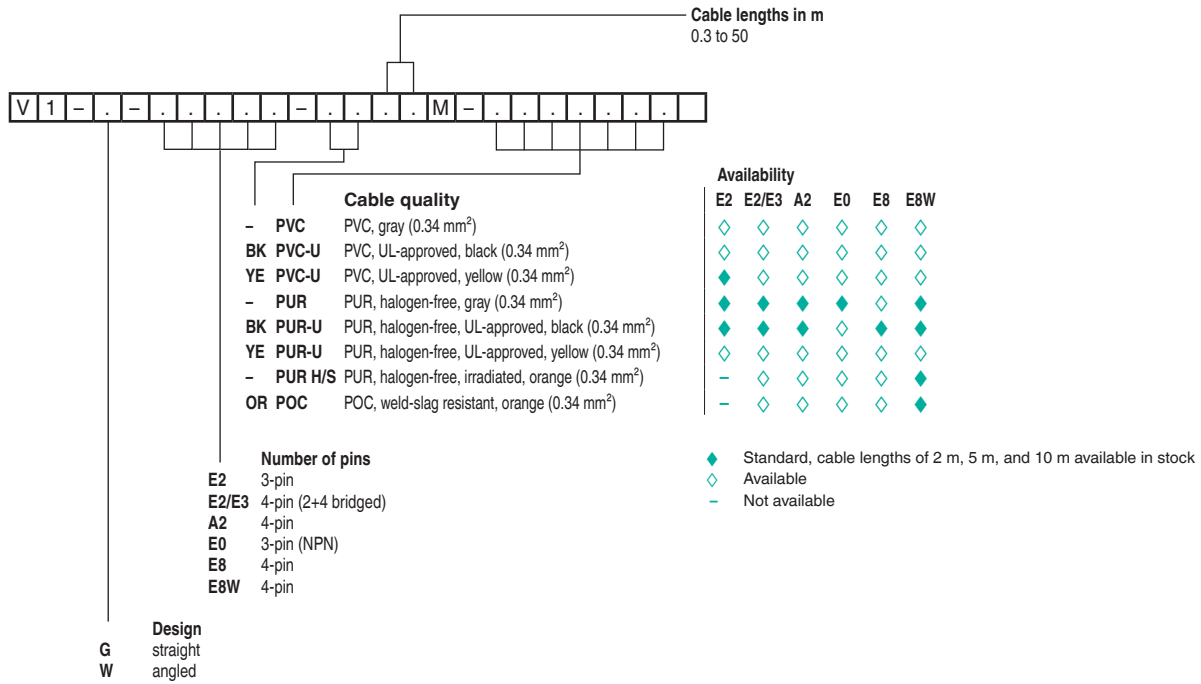 Cable lengths in m
0.3 to 50
V 1 – . – . . . . . – . . . . M – . . . . . . .
Cable quality
– PVC PVC, gray (0.34 mm²)
BK PVC-U PVC, UL-approved, black (0.34 mm²)
YE PVC-U PVC, UL-approved, yellow (0.34 mm²)
– PUR PUR, halogen-free, gray (0.34 mm²)
BK PUR-U PUR, halogen-free, UL-approved, black (0.34 mm²)
YE PUR-U PUR, halogen-free, UL-approved, yellow (0.34 mm²)
– PUR H/S PUR, halogen-free, irradiated, orange (0.34 mm²)
OR POC POC, weld-slag resistant, orange (0.34 mm²)
Availability
E2 E2/E3 A2 E0 E8 E8W
◇ ◇ ◇ ◇ ◇ ◇
◇ ◇ ◇ ◇ ◇ ◇
◆ ◇ ◇ ◇ ◇ ◇
◆ ◆ ◆ ◆ ◇ ◆
◆ ◆ ◆ ◇ ◆ ◆
◇ ◇ ◇ ◇ ◇ ◇
– ◇ ◇ ◇ ◇ ◆
– ◇ ◇ ◇ ◇ ◆
◆ Standard, cable lengths of 2 m, 5 m, and 10 m available in stock
◇ Available
– Not available
Number of pins
E2 3-pin
E2/E3 4-pin (2+4 bridged)
A2 4-pin
E0 3-pin (NPN)
E8 4-pin
E8W 4-pin
Design
G straight
W angled